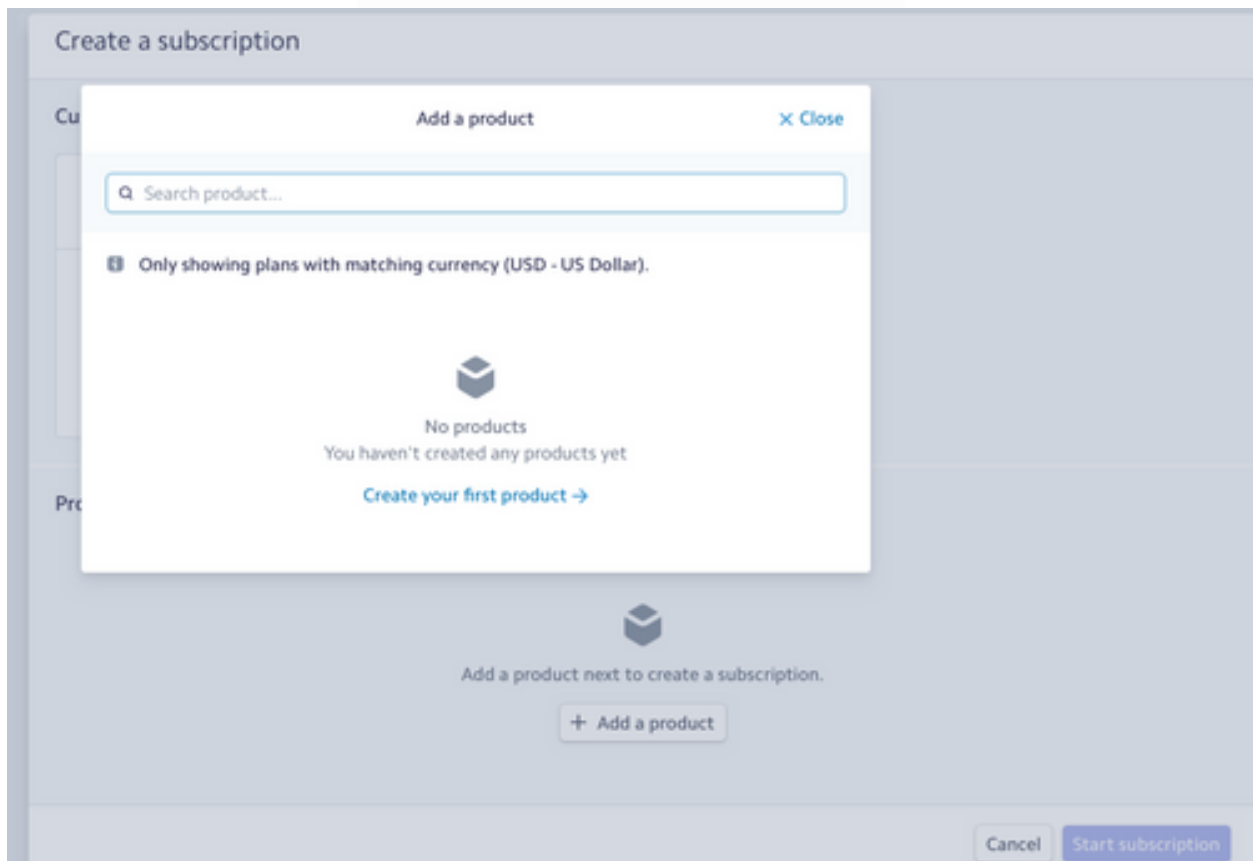 Create a subscription
Cu
Add a product
× Close
Search product...
Only showing plans with matching currency (USD - US Dollar).
No products
You haven't created any products yet
Create your first product →
Pro
Add a product next to create a subscription.
+ Add a product
Cancel
Start subscription